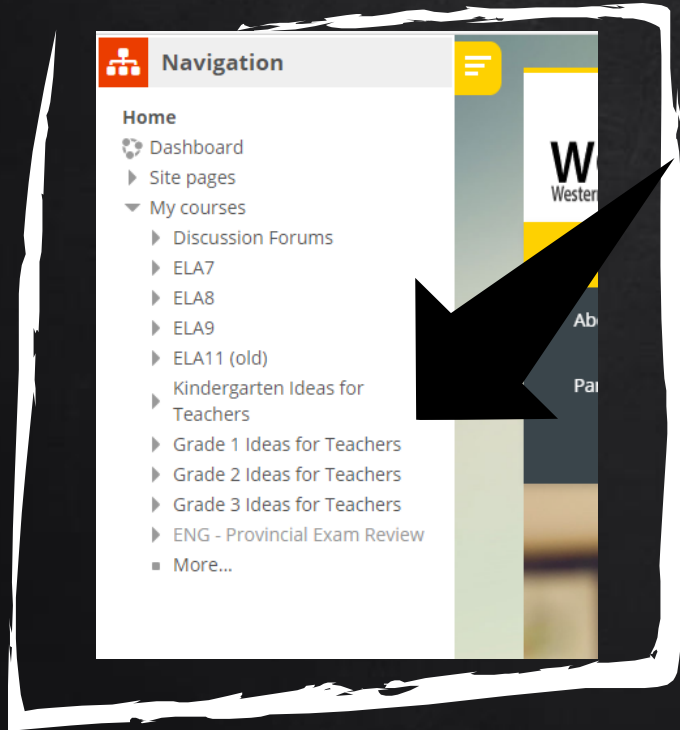 Navigation
Home
Dashboard
Site pages
My courses
Discussion Forums
ELA7
ELA8
ELA9
ELA11 (old)
Kindergarten Ideas for
Teachers
Grade 1 Ideas for Teachers
Grade 2 Ideas for Teachers
Grade 3 Ideas for Teachers
ENG - Provincial Exam Review
More...